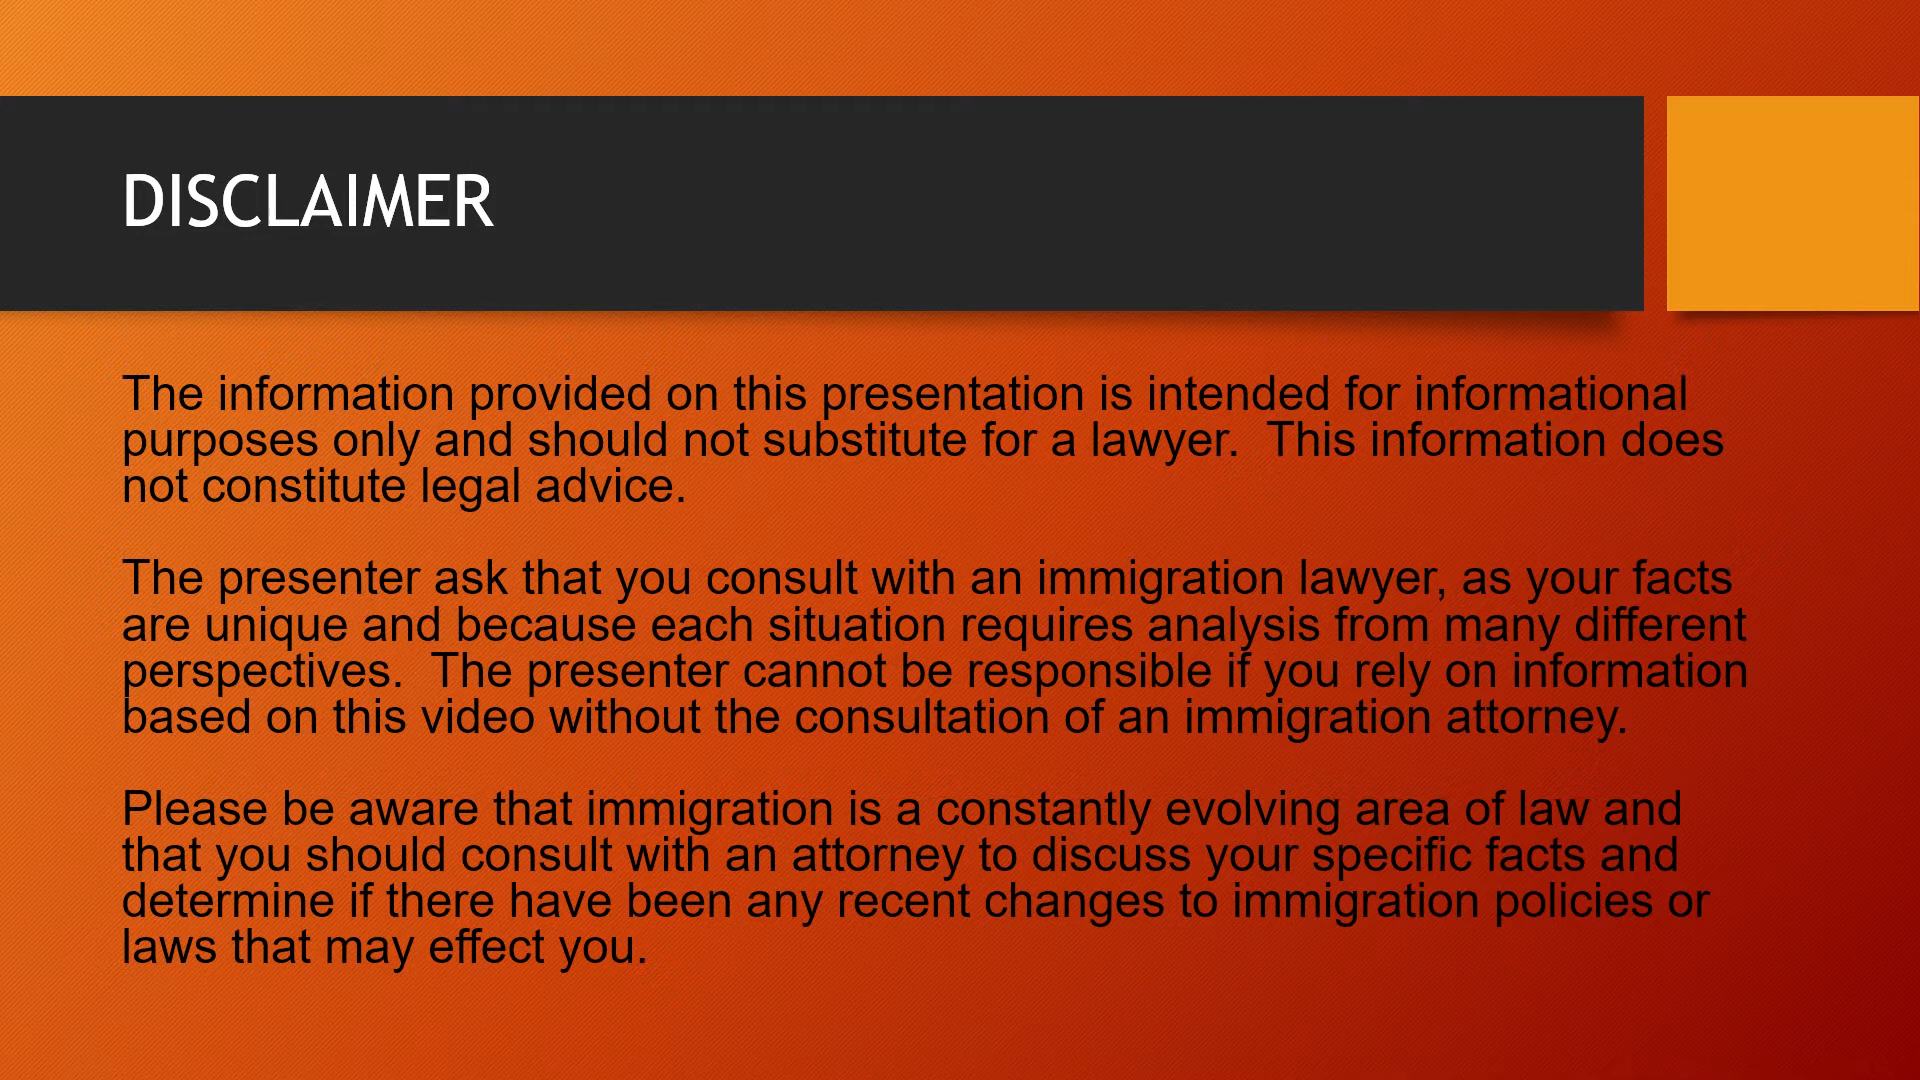 DISCLAIMER
The information provided on this presentation is intended for informational
purposes only and should not substitute for a lawyer.  This information does
not constitute legal advice.
The presenter ask that you consult with an immigration lawyer, as your facts
are unique and because each situation requires analysis from many different
perspectives.  The presenter cannot be responsible if you rely on information
based on this video without the consultation of an immigration attorney.
Please be aware that immigration is a constantly evolving area of law and
that you should consult with an attorney to discuss your specific facts and
determine if there have been any recent changes to immigration policies or
laws that may effect you.